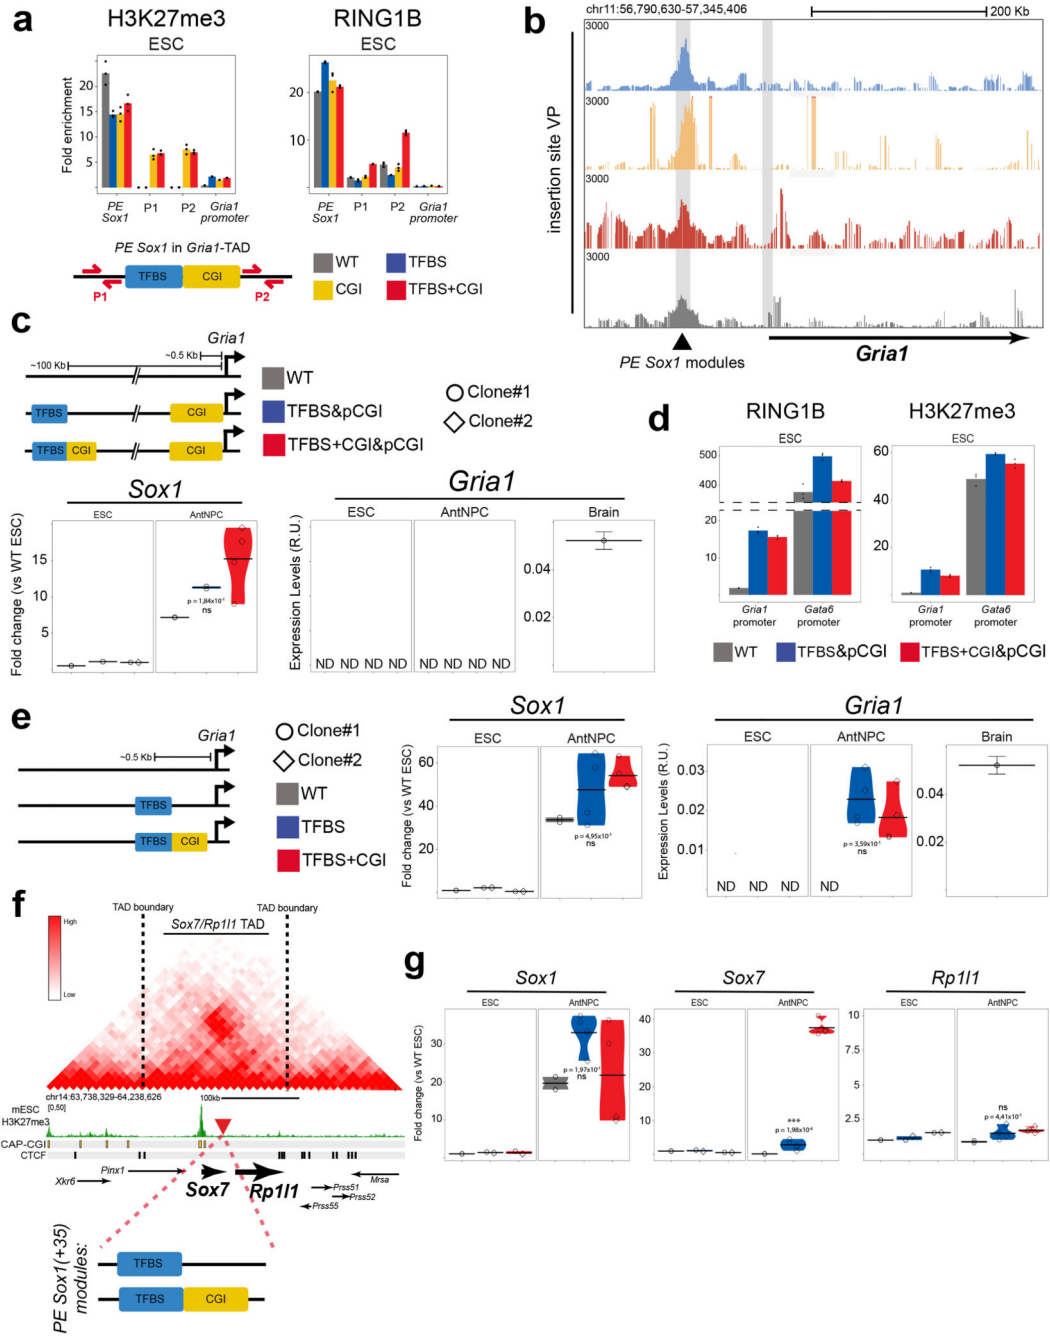 a
H3K27me3
RING1B
ESC
ESC
Fold enrichment
20
15
10
5
20
10
PE Sox1
P1
P2
Gria1 promoter
PE Sox1
P1
P2
Gria1 promoter
PE Sox1 in Gria1-TAD
TFBS
CGI
P1
P2
WT
TFBS
CGI
TFBS+CGI
b
chr11:56,790,630-57,345,406
200 Kb
3000
3000
3000
3000
insertion site VP
PE Sox1 modules
Gria1
c
Gria1
~0.5 Kb
~100 Kb
TFBS
CGI
TFBS
CGI
CGI
WT
TFBS&pCGI
TFBS+CGI&pCGI
Clone#1
Clone#2
Sox1
ESC
AntNPC
Fold change (vs WT ESC)
15
10
5
ns
Gria1
ESC
AntNPC
Brain
Expression Levels (R.U.)
ND ND ND ND
ND ND ND ND
0.04
0.02
d
RING1B
H3K27me3
ESC
ESC
500
400
20
10
60
40
20
Gria1 promoter
Gata6 promoter
Gria1 promoter
Gata6 promoter
WT
TFBS&pCGI
TFBS+CGI&pCGI
e
Gria1
~0.5 Kb
TFBS
TFBS
CGI
Clone#1
Clone#2
WT
TFBS
TFBS+CGI
Sox1
ESC
AntNPC
Fold change (vs WT ESC)
60
40
20
ns
Gria1
ESC
AntNPC
Brain
Expression Levels (R.U.)
0.03
0.02
0.01
ND ND ND
ND
ns
0.04
0.02
f
High
Low
TAD boundary
TAD boundary
Sox7/Rp1l1 TAD
chr14:63,738,329-64,238,626
100kb
mESC
H3K27me3
[0,50]
CAP-CGI
CTCF
Xkr6
Pinx1
Sox7
Rp1l1
Prss51
Prss52
Prss55
Mrsa
PE Sox1(+35)
modules:
TFBS
TFBS
CGI
g
Sox1
Sox7
Rp1l1
ESC
AntNPC
ESC
AntNPC
ESC
AntNPC
Fold change (vs WT ESC)
30
20
10
ns
40
30
20
10
***
10
7.5
5
2.5
ns